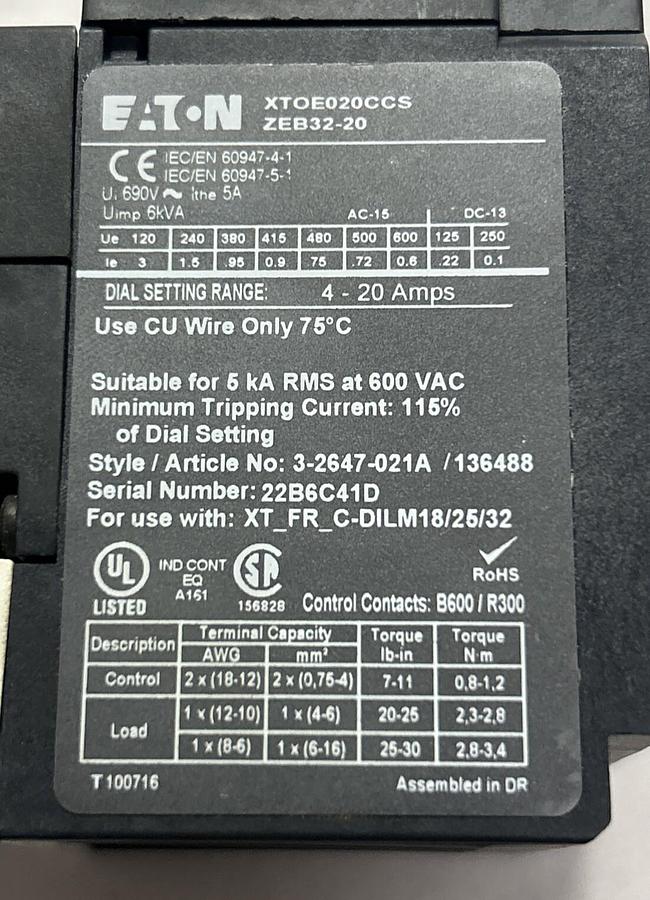 EATON XTOE020CCS
ZEB32-20
CE IEC/EN 60947-4-1
IEC/EN 60947-5-1
Ui 690V ~ Ithe 5A
Uimp 6kVA AC-15 DC-13
Ue 120 240 380 415 480 500 600 125 250
Ie 3 1.5 .95 0.9 .75 .72 0.6 .22 0.1
DIAL SETTING RANGE: 4 - 20 Amps
Use CU Wire Only 75°C
Suitable for 5 kA RMS at 600 VAC
Minimum Tripping Current: 115%
of Dial Setting
Style / Article No: 3-2647-021A / 136488
Serial Number: 22B6C41D
For use with: XT_FR_C-DILM18/25/32
UL LISTED IND CONT EQ A161 SP 156828 RoHS
Control Contacts: B600 / R300
Description Terminal Capacity Torque Torque
AWG mm² lb-in N·m
Control 2 x (18-12) 2 x (0,75-4) 7-11 0,8-1,2
Load 1 x (12-10) 1 x (4-6) 20-25 2,3-2,8
1 x (8-6) 1 x (6-16) 25-30 2,8-3,4
T 100716 Assembled in DR